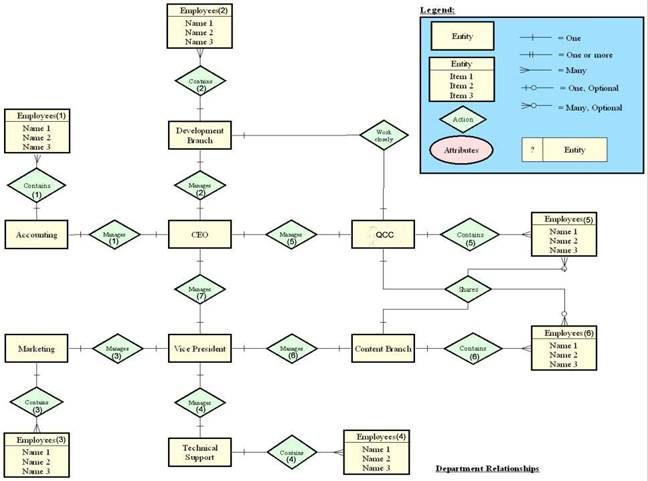 Employees(2)
Name 1
Name 2
Name 3
Legend:
Entity
= One
= One or more
Entity
Item 1
Item 2
Item 3
= Many
= One, Optional
= Many, Optional
Action
Attributes
? Entity
Contains
(2)
Employees(1)
Name 1
Name 2
Name 3
Development
Branch
Work
closely
Contains
(1)
Manages
(2)
Accounting
Manages
(1)
CEO
Manages
(5)
QCC
Contains
(5)
Employees(5)
Name 1
Name 2
Name 3
Manages
(7)
Shares
Marketing
Manages
(3)
Vice President
Manages
(6)
Content Branch
Contains
(6)
Employees(6)
Name 1
Name 2
Name 3
Contains
(3)
Manages
(4)
Employees(3)
Name 1
Name 2
Name 3
Technical
Support
Contains
(4)
Employees(4)
Name 1
Name 2
Name 3
Department Relationships